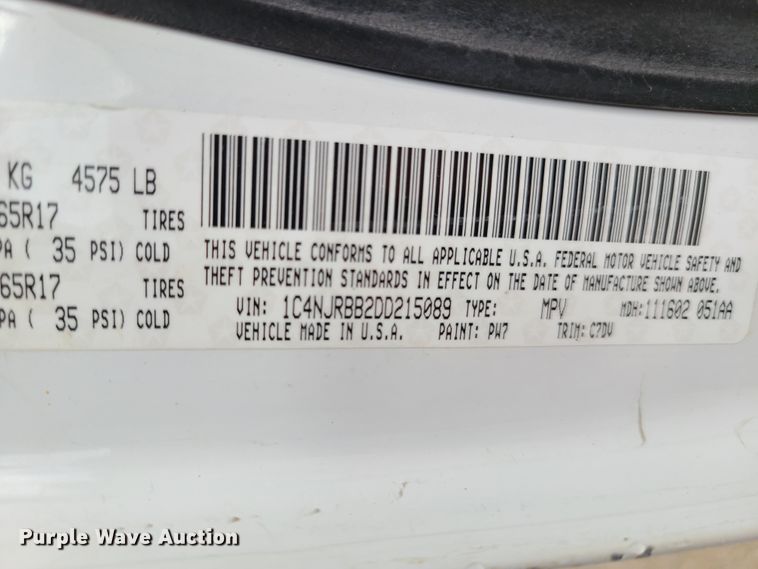 KG 4575 LB
65R17 TIRES
PA ( 35 PSI) COLD
65R17 TIRES
PA ( 35 PSI) COLD
THIS VEHICLE CONFORMS TO ALL APPLICABLE U.S.A. FEDERAL MOTOR VEHICLE SAFETY AND
THEFT PREVENTION STANDARDS IN EFFECT ON THE DATE OF MANUFACTURE SHOWN ABOVE.
VIN: 1C4NJRBB2DD215089 TYPE: MPV MDH: 111602 051AA
VEHICLE MADE IN U.S.A. PAINT: PW7 TRIM: C7DV
Purple Wave Auction